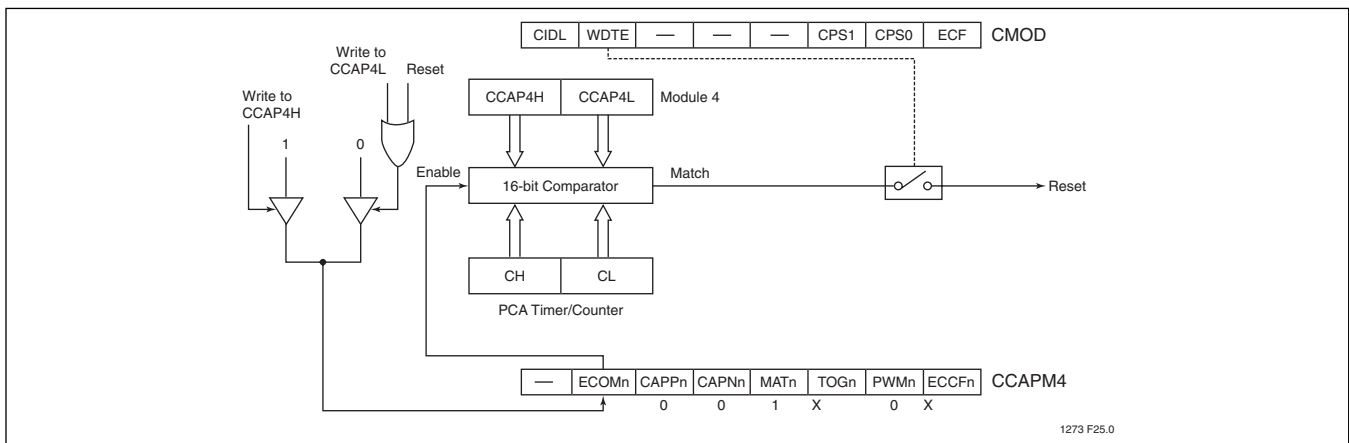 CIDL WDTE — — — CPS1 CPS0 ECF CMOD
Write to
CCAP4L Reset
Write to
CCAP4H
1 0
CCAP4H CCAP4L Module 4
Enable 16-bit Comparator Match Reset
CH CL
PCA Timer/Counter
— ECOMn CAPPn CAPNn MATn TOGn PWMn ECCFn CCAPM4
0 0 1 X 0 X
1273 F25.0